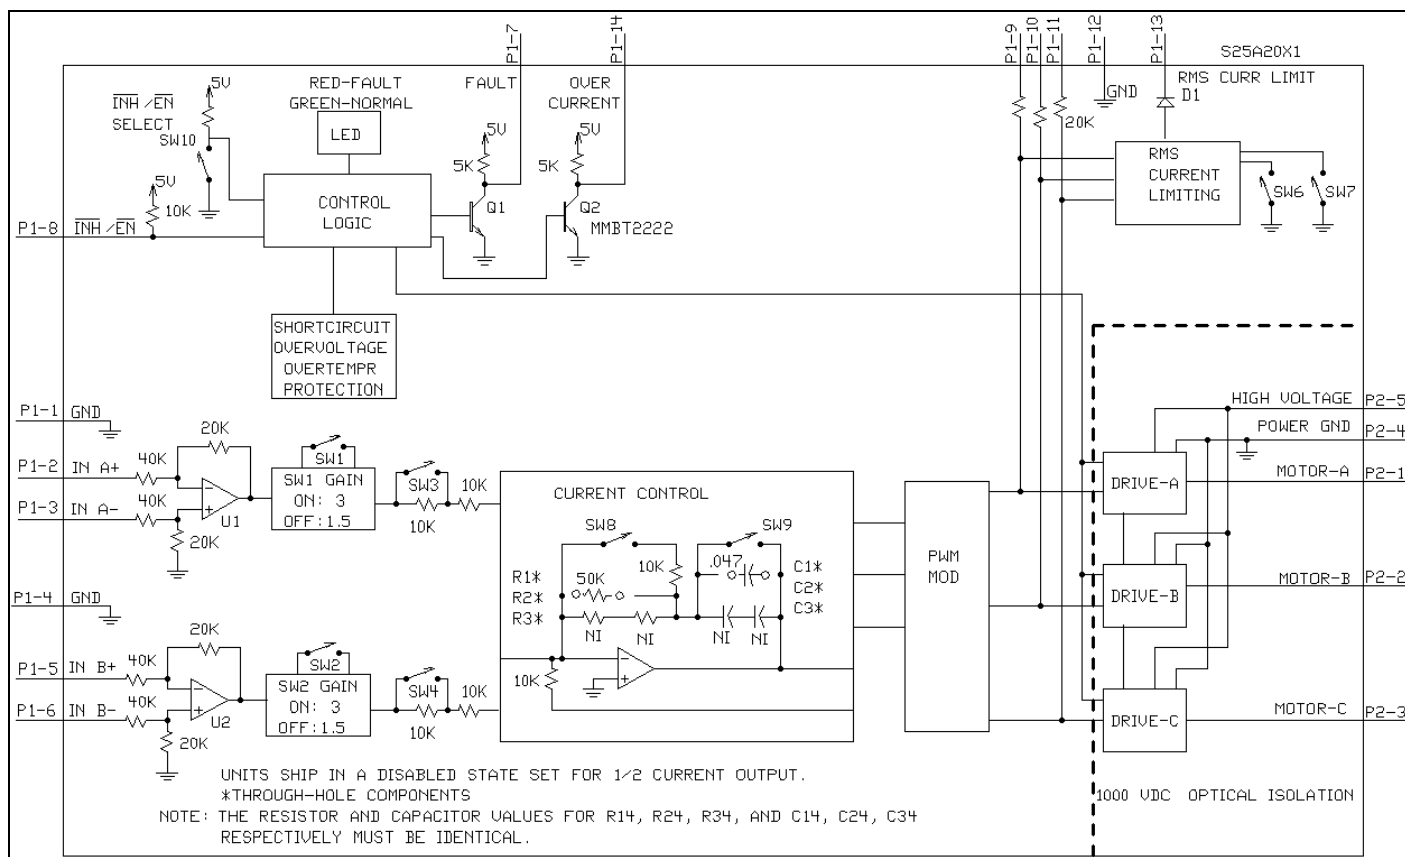 P1-7
P1-14
P1-9
P1-10
P1-11
P1-12
P1-13
S25A20X1
5V
INH / EN
SELECT
SW10
RED-FAULT
GREEN-NORMAL
LED
FAULT
OVER
CURRENT
5V
5K
5V
5K
GND
20K
RMS CURR LIMIT
D1
RMS
CURRENT
LIMITING
SW6
SW7
5V
10K
CONTROL
LOGIC
Q1
Q2
MMBT2222
P1-8
INH / EN
SHORTCIRCUIT
OVERVOLTAGE
OVERTEMPR
PROTECTION
P1-1
GND
HIGH VOLTAGE
P2-5
POWER GND
P2-4
20K
40K
P1-2
IN A+
40K
P1-3
IN A-
U1
20K
SW1
SW1 GAIN
ON: 3
OFF:1.5
SW3
10K
10K
CURRENT CONTROL
SW8
SW9
10K
.047
R1*
R2*
R3*
50K
C1*
C2*
C3*
NI
NI
NI
NI
10K
PWM
MOD
DRIVE-A
MOTOR-A
P2-1
DRIVE-B
MOTOR-B
P2-2
DRIVE-C
MOTOR-C
P2-3
P1-4
GND
20K
P1-5
IN B+
40K
P1-6
IN B-
40K
U2
20K
SW2
SW2 GAIN
ON: 3
OFF:1.5
SW4
10K
10K
UNITS SHIP IN A DISABLED STATE SET FOR 1/2 CURRENT OUTPUT.
*THROUGH-HOLE COMPONENTS
NOTE: THE RESISTOR AND CAPACITOR VALUES FOR R14, R24, R34, AND C14, C24, C34
RESPECTIVELY MUST BE IDENTICAL.
1000 VDC OPTICAL ISOLATION